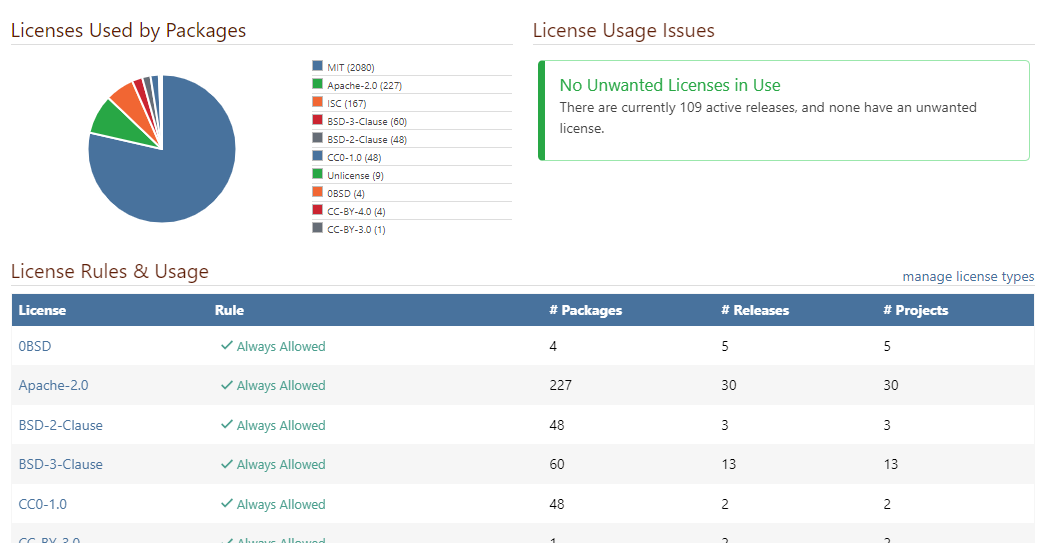 Licenses Used by Packages
MIT (2080)
Apache-2.0 (227)
ISC (167)
BSD-3-Clause (60)
BSD-2-Clause (48)
CC0-1.0 (48)
Unlicense (9)
0BSD (4)
CC-BY-4.0 (4)
CC-BY-3.0 (1)
License Usage Issues
No Unwanted Licenses in Use
There are currently 109 active releases, and none have an unwanted
license.
License Rules & Usage
manage license types
License Rule # Packages # Releases # Projects
0BSD Always Allowed 4 5 5
Apache-2.0 Always Allowed 227 30 30
BSD-2-Clause Always Allowed 48 3 3
BSD-3-Clause Always Allowed 60 13 13
CC0-1.0 Always Allowed 48 2 2
CC-BY-3.0 Always Allowed 1 2 2